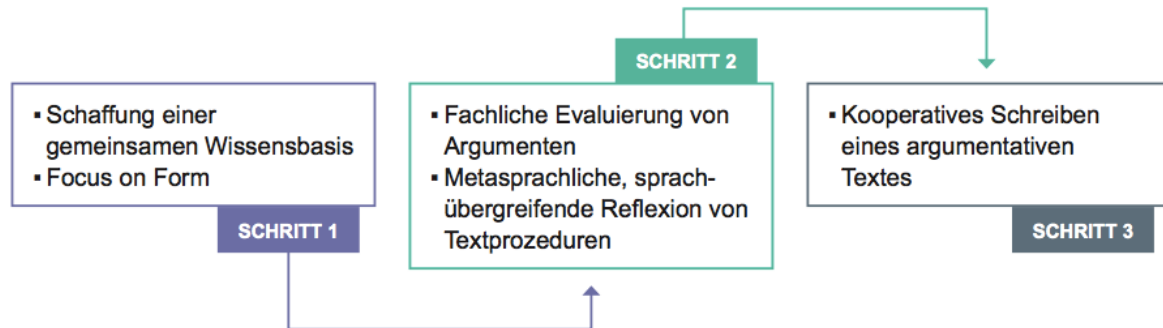 ▪ Schaffung einer
gemeinsamen Wissensbasis
▪ Focus on Form
SCHRITT 1
SCHRITT 2
▪ Fachliche Evaluierung von
Argumenten
▪ Metasprachliche, sprach-
übergreifende Reflexion von
Textprozeduren
▪ Kooperatives Schreiben
eines argumentativen
Textes
SCHRITT 3